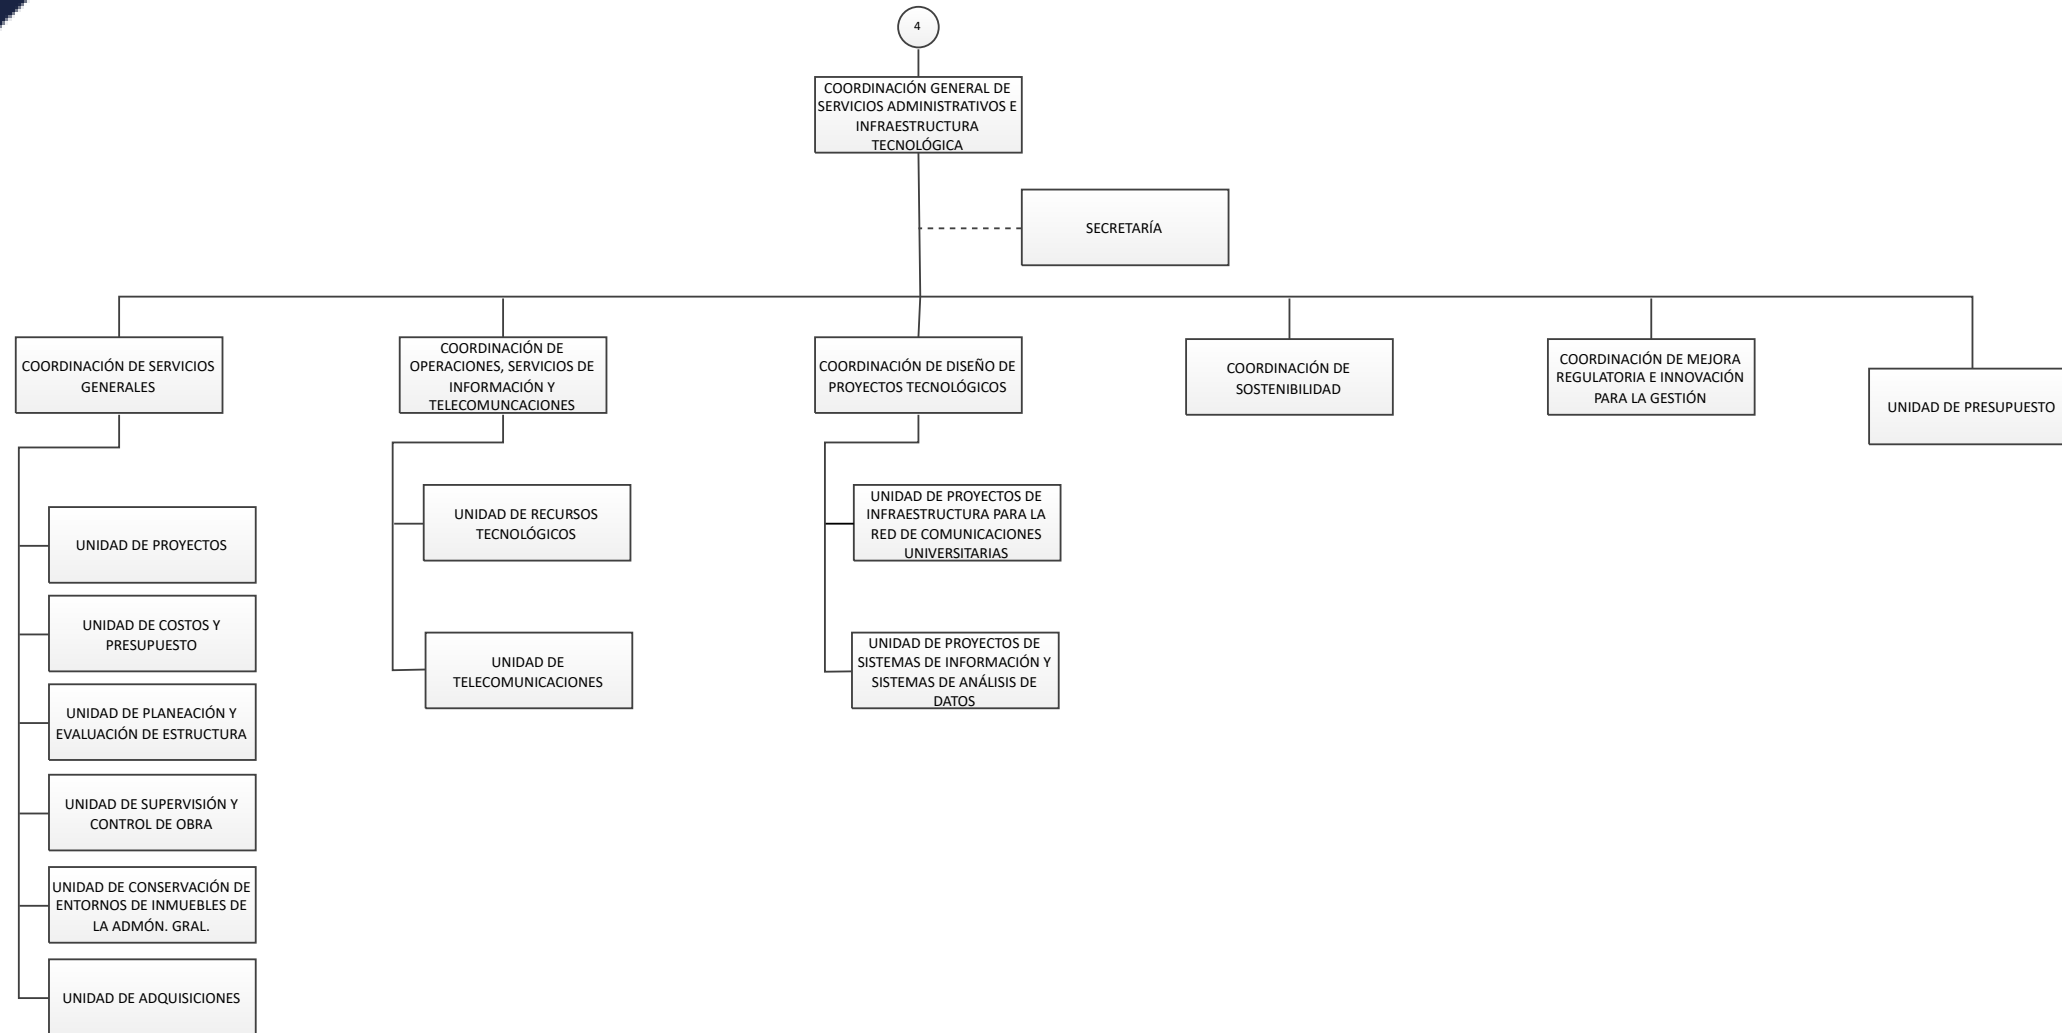 4
COORDINACIÓN GENERAL DE
SERVICIOS ADMINISTRATIVOS E
INFRAESTRUCTURA
TECNOLÓGICA
SECRETARÍA
COORDINACIÓN DE SERVICIOS
GENERALES
COORDINACIÓN DE
OPERACIONES, SERVICIOS DE
INFORMACIÓN Y
TELECOMUNCACIONES
COORDINACIÓN DE DISEÑO DE
PROYECTOS TECNOLÓGICOS
COORDINACIÓN DE
SOSTENIBILIDAD
COORDINACIÓN DE MEJORA
REGULATORIA E INNOVACIÓN
PARA LA GESTIÓN
UNIDAD DE PRESUPUESTO
UNIDAD DE PROYECTOS
UNIDAD DE COSTOS Y
PRESUPUESTO
UNIDAD DE PLANEACIÓN Y
EVALUACIÓN DE ESTRUCTURA
UNIDAD DE SUPERVISIÓN Y
CONTROL DE OBRA
UNIDAD DE CONSERVACIÓN DE
ENTORNOS DE INMUEBLES DE
LA ADMÓN. GRAL.
UNIDAD DE ADQUISICIONES
UNIDAD DE RECURSOS
TECNOLÓGICOS
UNIDAD DE
TELECOMUNICACIONES
UNIDAD DE PROYECTOS DE
INFRAESTRUCTURA PARA LA
RED DE COMUNICACIONES
UNIVERSITARIAS
UNIDAD DE PROYECTOS DE
SISTEMAS DE INFORMACIÓN Y
SISTEMAS DE ANÁLISIS DE
DATOS